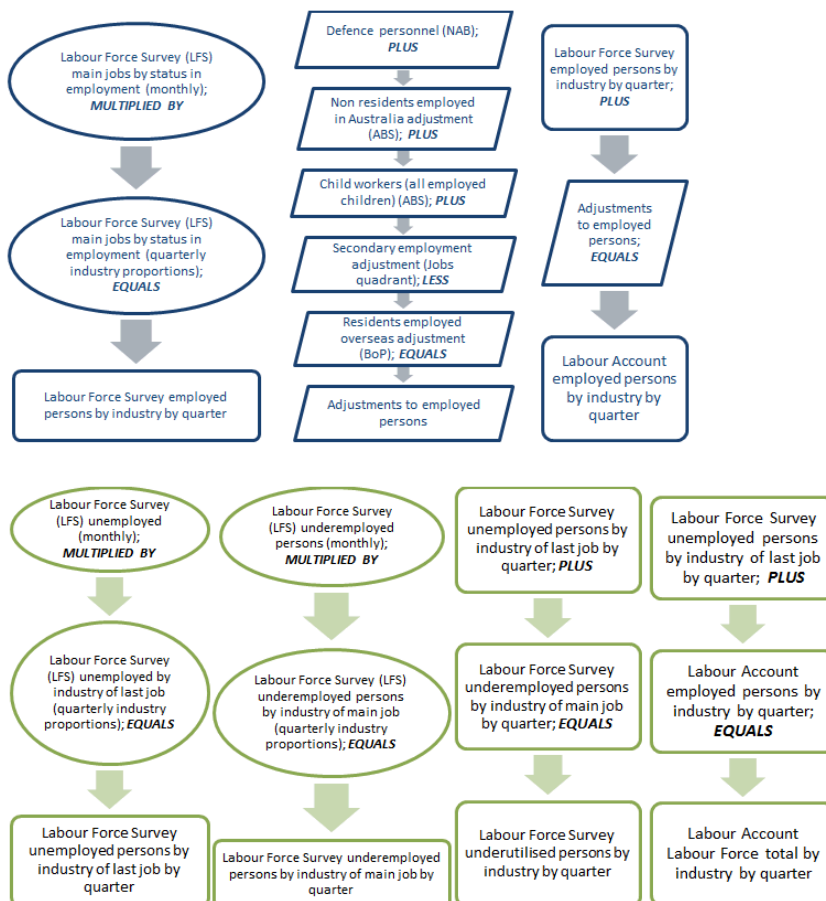 Labour Force Survey (LFS)
main jobs by status in
employment (monthly);
MULTIPLIED BY
Labour Force Survey (LFS)
main jobs by status in
employment (quarterly
industry proportions);
EQUALS
Labour Force Survey employed
persons by industry by quarter
Defence personnel (NAB);
PLUS
Non residents employed
in Australia adjustment
(ABS); PLUS
Child workers (all employed
children) (ABS); PLUS
Secondary employment
adjustment (Jobs
quadrant); LESS
Residents employed
overseas adjustment
(BoP); EQUALS
Adjustments to employed
persons
Labour Force Survey
employed persons by
industry by quarter;
PLUS
Adjustments
to employed
persons;
EQUALS
Labour Account
employed persons
by industry by
quarter
Labour Force Survey
(LFS) unemployed
(monthly);
MULTIPLIED BY
Labour Force Survey
(LFS) unemployed by
industry of last job
(quarterly industry
proportions); EQUALS
Labour Force Survey
unemployed persons by
industry of last job by
quarter
Labour Force Survey
(LFS) underemployed
persons (monthly);
MULTIPLIED BY
Labour Force Survey (LFS)
underemployed persons
by industry of main job
(quarterly industry
proportions); EQUALS
Labour Force Survey underemployed
persons by industry of main job by
quarter
Labour Force Survey
unemployed persons by
industry of last job by
quarter; PLUS
Labour Force Survey
underemployed persons
by industry of main job
by quarter; EQUALS
Labour Force Survey
underutilised persons by
industry by quarter
Labour Force Survey
unemployed persons
by industry of last job
by quarter; PLUS
Labour Account
employed persons by
industry by quarter;
EQUALS
Labour Account
Labour Force total by
industry by quarter